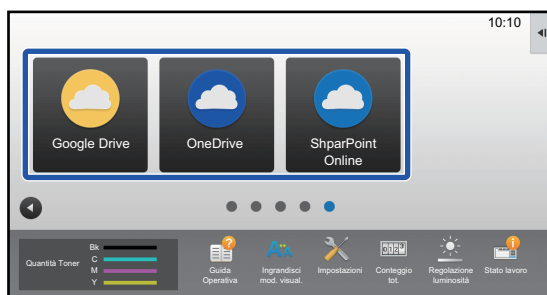 10:10
Google Drive
OneDrive
ShparPoint
Online
Quantità Toner
Bk
C
M
Y
Guida
Operativa
Ingrandisci
mod. visual.
Impostazioni
Conteggio
tot.
Regolazione
luminosità
Stato lavoro